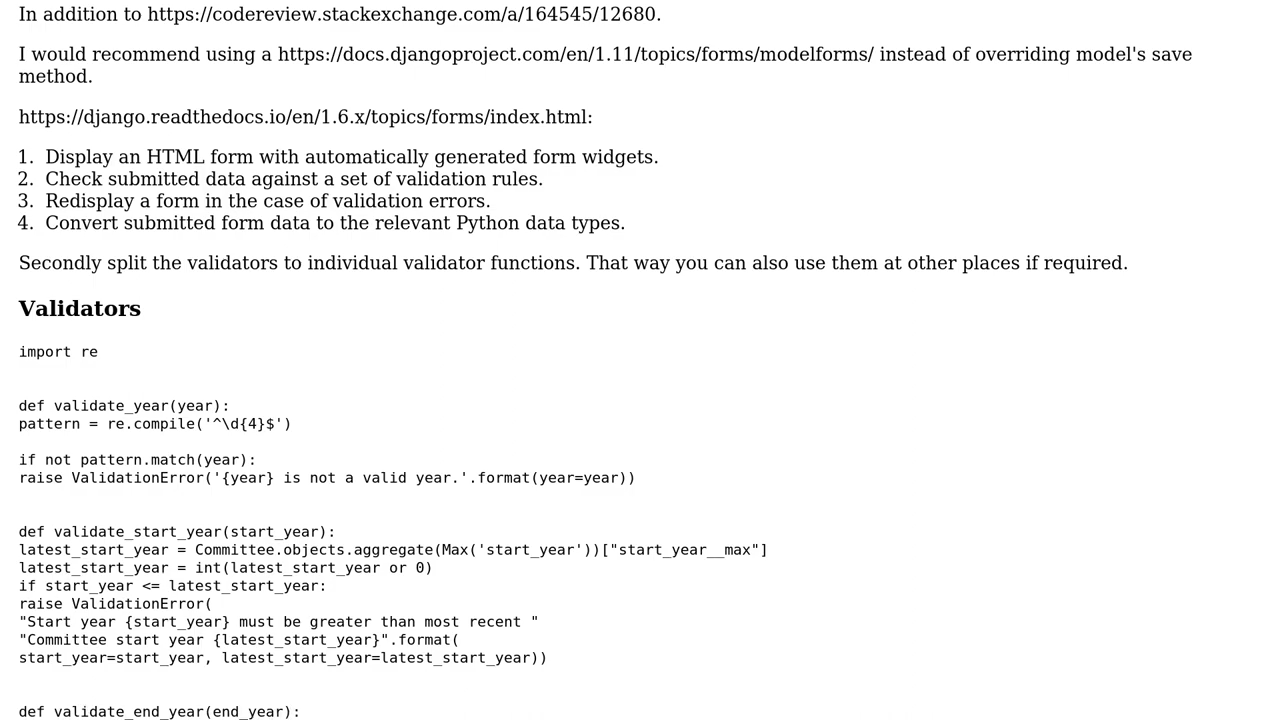 In addition to https://codereview.stackexchange.com/a/164545/12680.
I would recommend using a https://docs.djangoproject.com/en/1.11/topics/forms/modelforms/ instead of overriding model's save
method.
https://django.readthedocs.io/en/1.6.x/topics/forms/index.html:
1. Display an HTML form with automatically generated form widgets.
2. Check submitted data against a set of validation rules.
3. Redisplay a form in the case of validation errors.
4. Convert submitted form data to the relevant Python data types.
Secondly split the validators to individual validator functions. That way you can also use them at other places if required.
Validators
import re
def validate_year(year):
pattern = re.compile('^\d{4}$')
if not pattern.match(year):
raise ValidationError('{year} is not a valid year.'.format(year=year))
def validate_start_year(start_year):
latest_start_year = Committee.objects.aggregate(Max('start_year'))["start_year__max"]
latest_start_year = int(latest_start_year or 0)
if start_year <= latest_start_year:
raise ValidationError(
"Start year {start_year} must be greater than most recent "
"Committee start year {latest_start_year}".format(
start_year=start_year, latest_start_year=latest_start_year))
def validate_end_year(end_year):